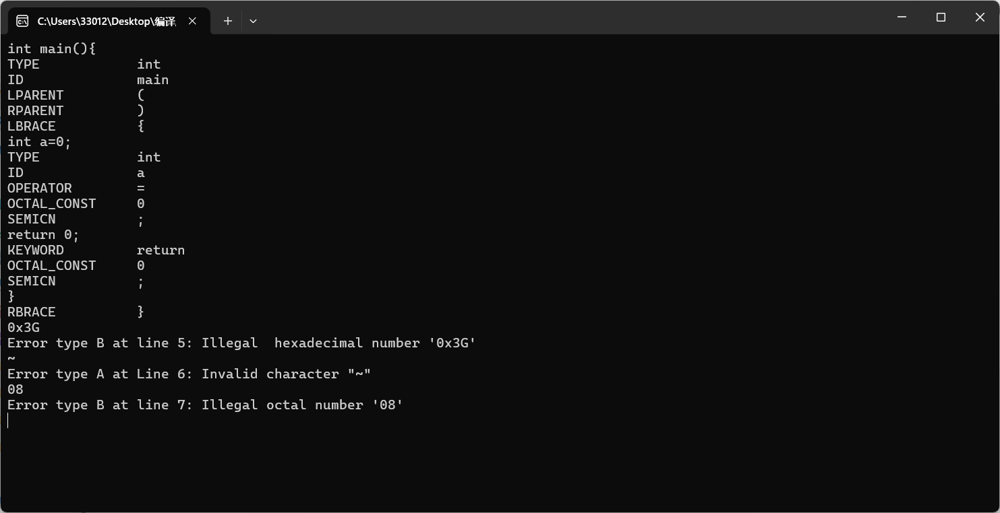 C:\Users\33012\Desktop\编译
int main(){
TYPE            int
ID              main
LPARENT         (
RPARENT         )
LBRACE          {
int a=0;
TYPE            int
ID              a
OPERATOR        =
OCTAL_CONST     0
SEMICN          ;
return 0;
KEYWORD         return
OCTAL_CONST     0
SEMICN          ;
}
RBRACE          }
0x3G
Error type B at line 5: Illegal  hexadecimal number '0x3G'
~
Error type A at Line 6: Invalid character "~"
08
Error type B at line 7: Illegal octal number '08'